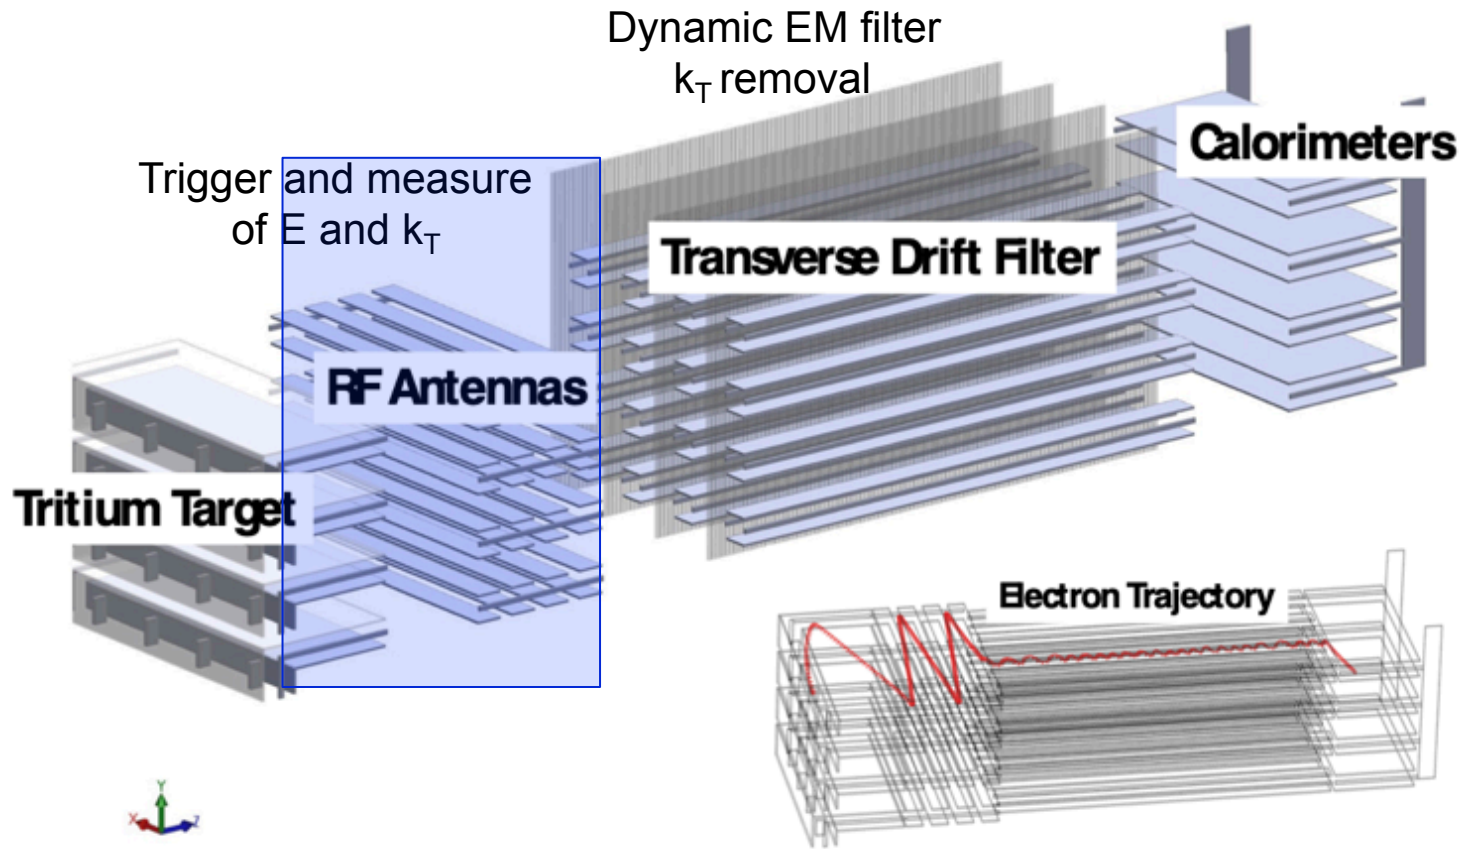 Dynamic EM filter
kT removal
Calorimeters
Trigger and measure
of E and kT
Transverse Drift Filter
RF Antennas
Tritium Target
Electron Trajectory
Y
X
Z